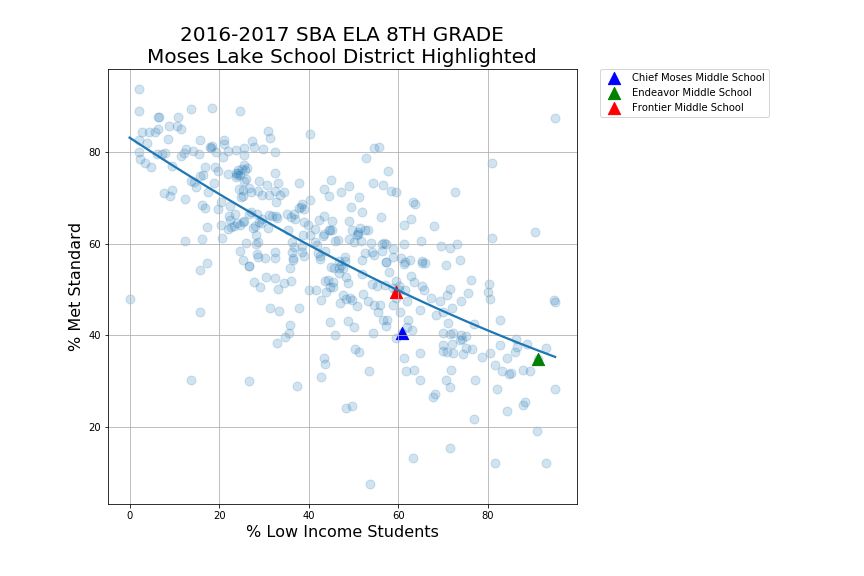 2016-2017 SBA ELA 8TH GRADE
Moses Lake School District Highlighted
Chief Moses Middle School
Endeavor Middle School
Frontier Middle School
% Met Standard
80
60
40
20
0 20 40 60 80
% Low Income Students